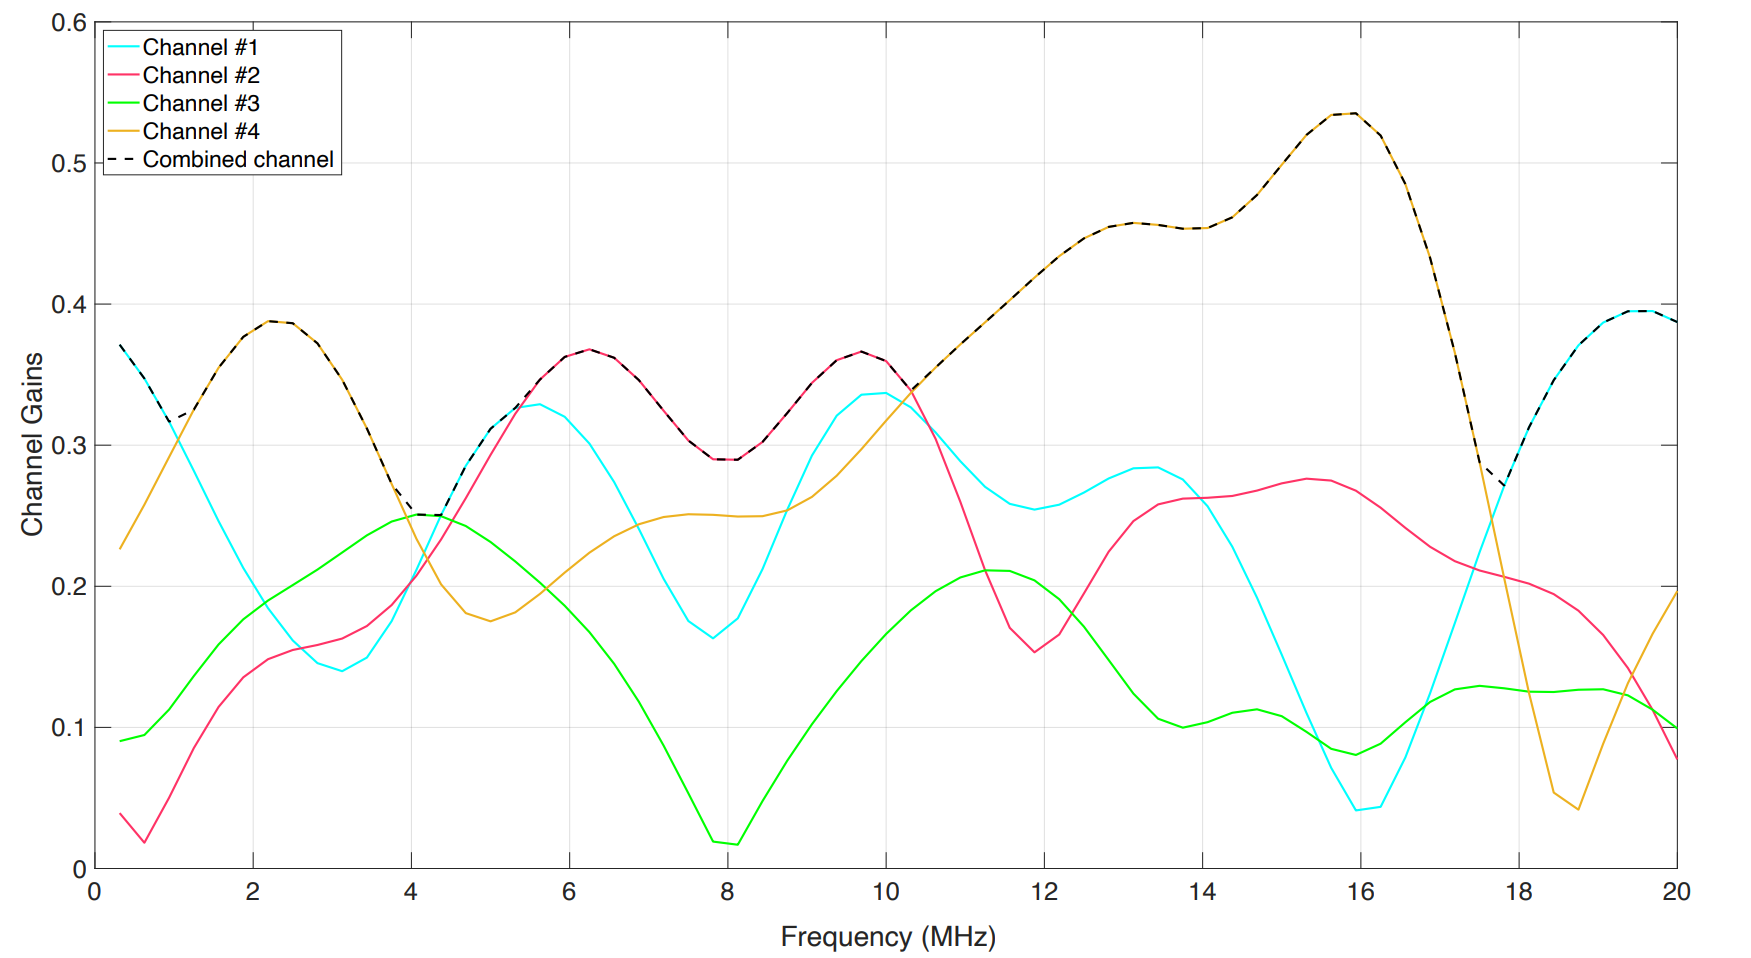 Channel #1
Channel #2
Channel #3
Channel #4
Combined channel
0.6
0.5
0.4
0.3
0.2
0.1
0
Channel Gains
0 2 4 6 8 10 12 14 16 18 20
Frequency (MHz)